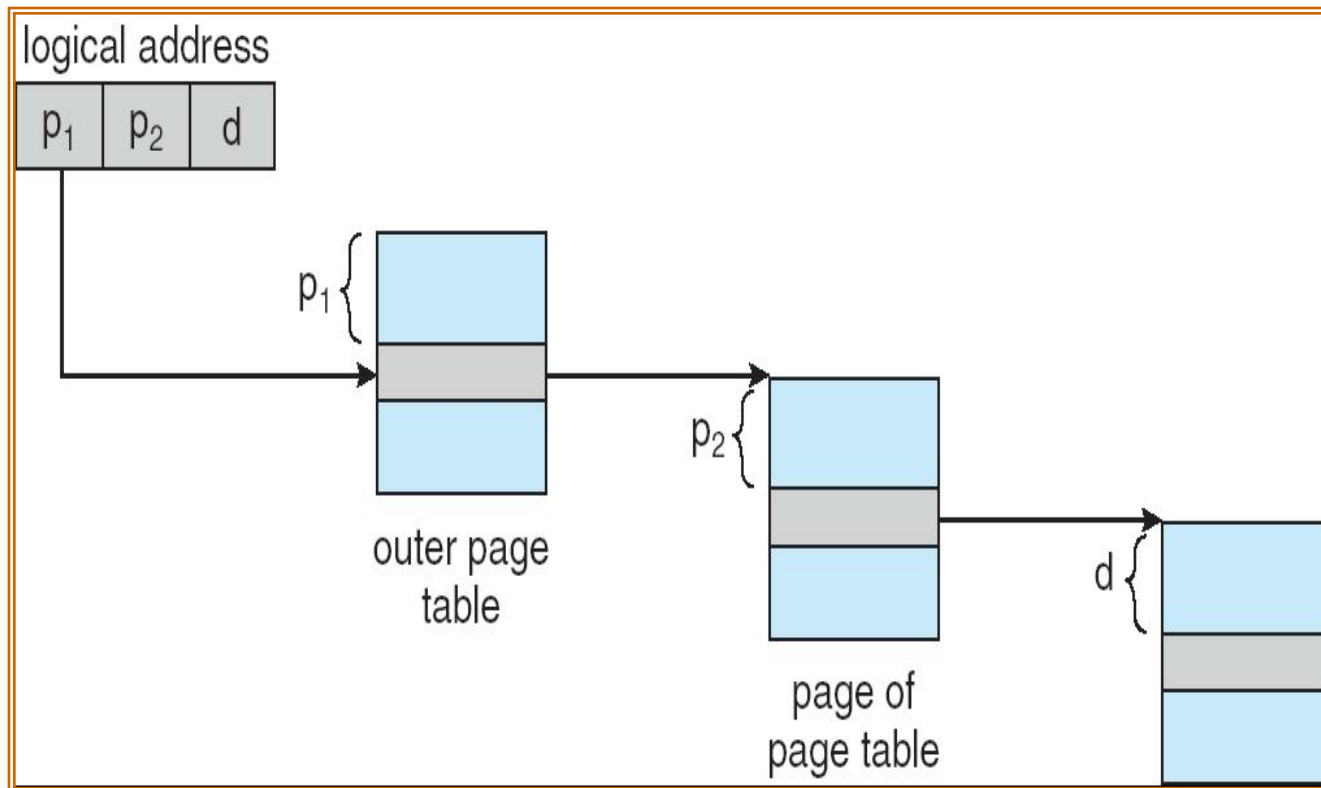 logical address
p₁ p₂ d
p₁
outer page
table
p₂
page of
page table
d